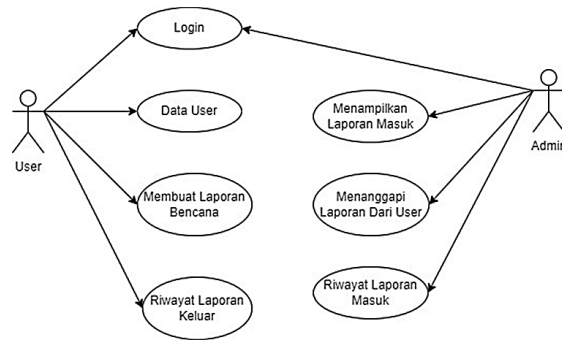 Login
Data User
Menampilkan
Laporan Masuk
User
Admin
Membuat Laporan
Bencana
Menanggapi
Laporan Dari User
Riwayat Laporan
Keluar
Riwayat Laporan
Masuk